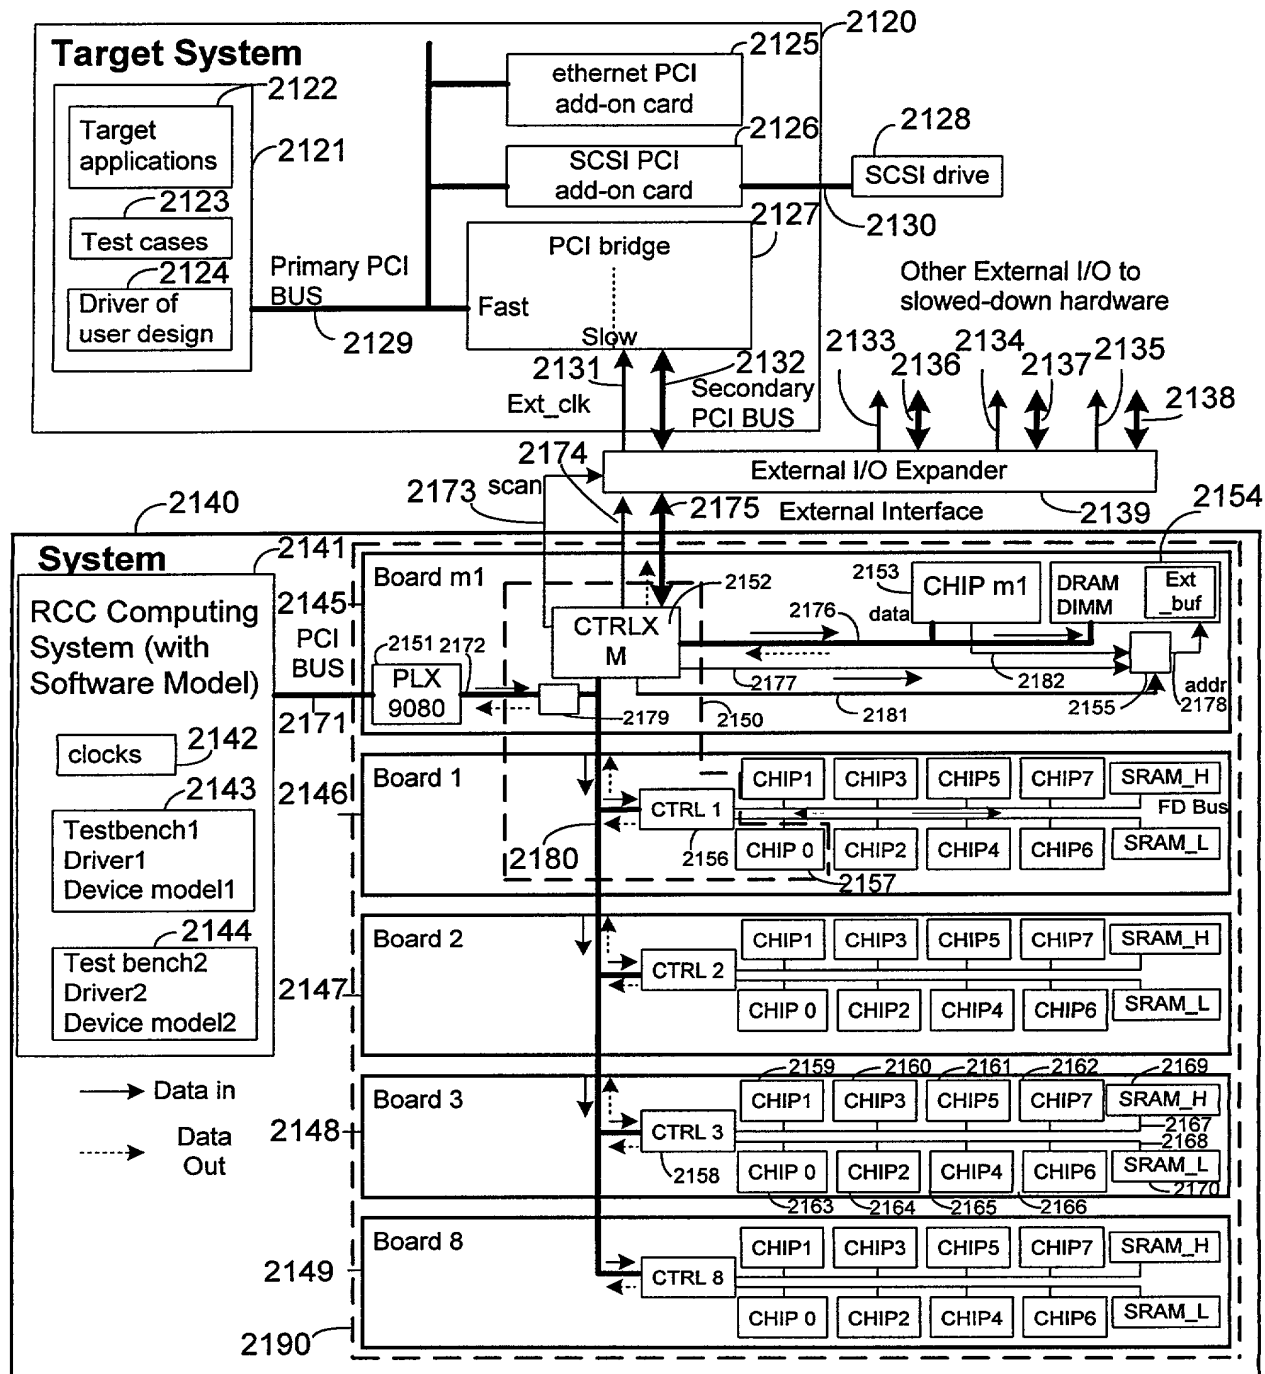 2120
Target System
2125
ethernet PCI
add-on card
2122
Target
applications
2121
2126
SCSI PCI
add-on card
2128
SCSI drive
2130
2123
Test cases
2127
PCI bridge
Fast
Slow
2124
Driver of
user design
Primary PCI
BUS
2129
Other External I/O to
slowed-down hardware
2131
Ext_clk
2132
Secondary
PCI BUS
2133
2136
2134
2137
2135
2138
2174
2173
scan
External I/O Expander
2175
External Interface
2139
2154
2140
System
2141
RCC Computing
System (with
Software Model)
2145
PCI
BUS
2171
Board m1
2151
PLX
9080
2172
2179
2152
CTRLX
M
2153
CHIP m1
data
2176
DRAM
DIMM
Ext
_buf
2177
2181
2182
2155
2178
addr
2150
clocks
2142
2143
Testbench1
Driver1
Device model1
2144
Test bench2
Driver2
Device model2
Data in
Data
Out
2146
Board 1
CTRL 1
2156
2180
CHIP1
CHIP3
CHIP5
CHIP7
SRAM_H
FD Bus
CHIP 0
CHIP2
CHIP4
CHIP6
SRAM_L
2157
2147
Board 2
CTRL 2
CHIP1
CHIP3
CHIP5
CHIP7
SRAM_H
CHIP 0
CHIP2
CHIP4
CHIP6
SRAM_L
2148
Board 3
CTRL 3
2158
2159
2160
2161
2162
2169
CHIP1
CHIP3
CHIP5
CHIP7
SRAM_H
2167
2168
CHIP 0
CHIP2
CHIP4
CHIP6
SRAM_L
2170
2163
2164
2165
2166
2149
Board 8
CTRL 8
CHIP1
CHIP3
CHIP5
CHIP7
SRAM_H
CHIP 0
CHIP2
CHIP4
CHIP6
SRAM_L
2190